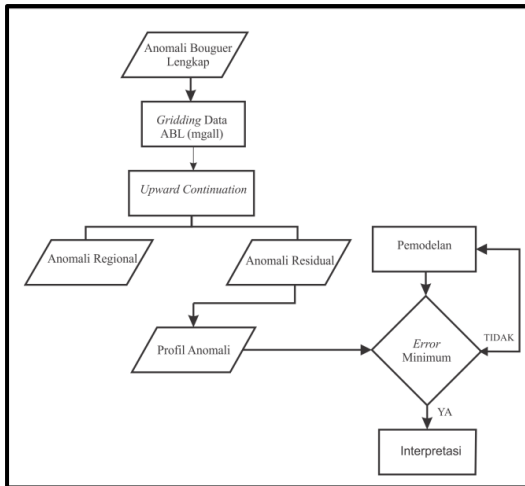 Anomali Bouguer
Lengkap
Gridding Data
ABL (mgall)
Upward Continuation
Anomali Regional
Anomali Residual
Pemodelan
Profil Anomali
Error
Minimum
TIDAK
YA
Interpretasi